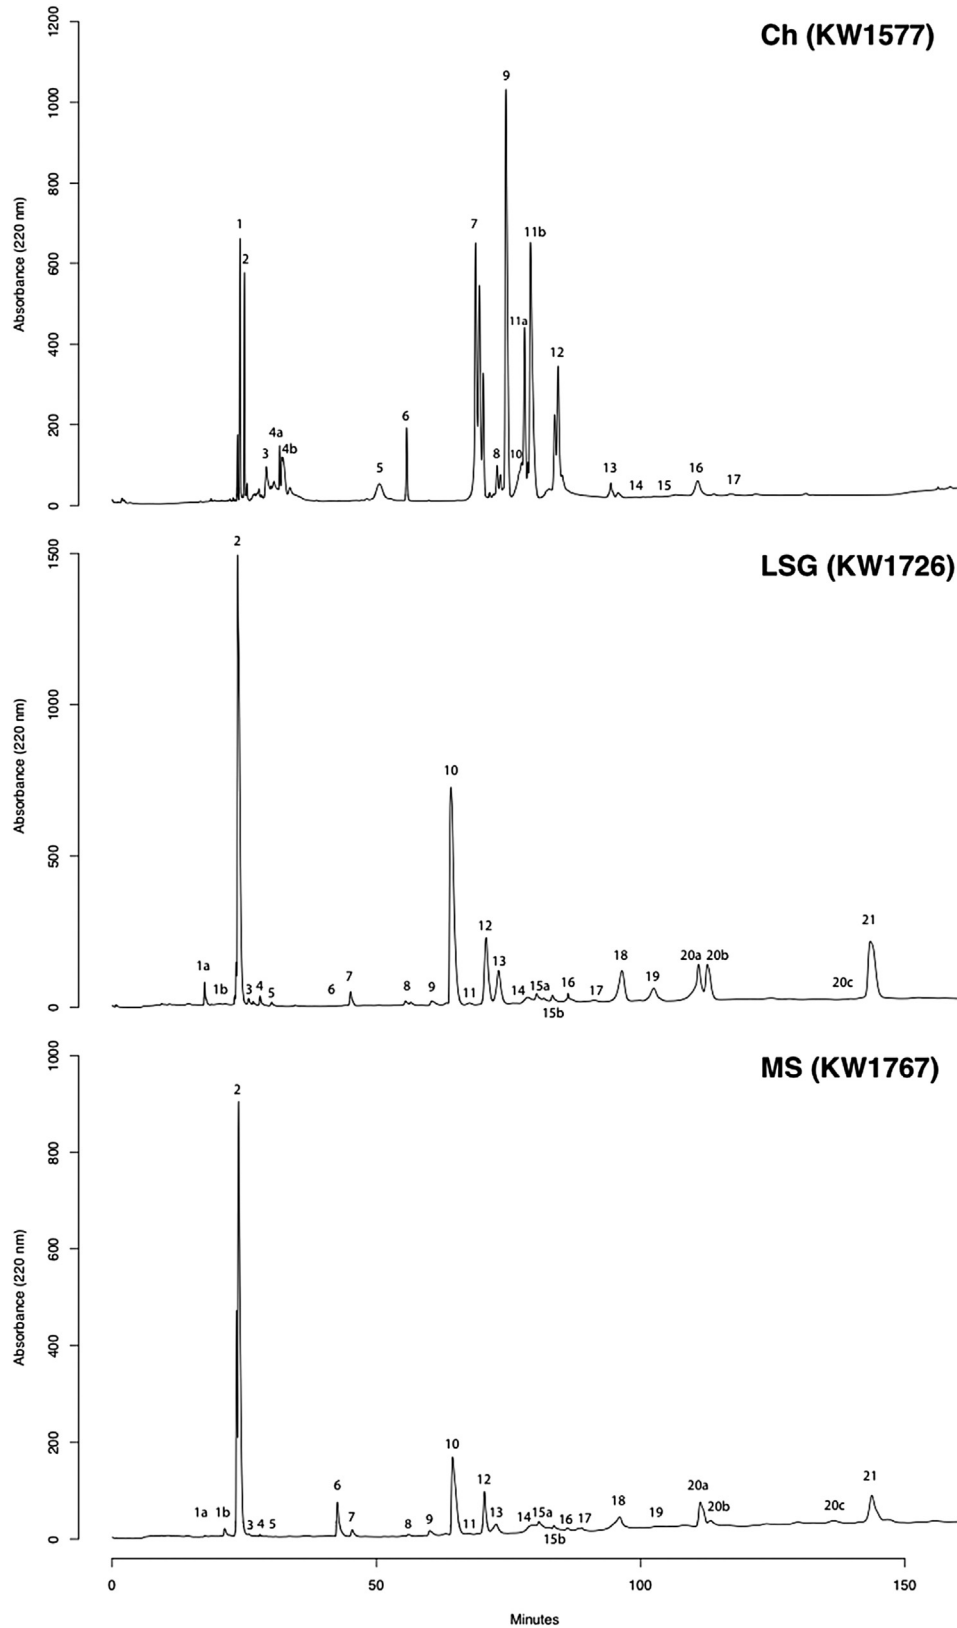 Ch (KW1577)
Absorbance (220 nm)
1200
1000
800
600
400
200
0
1
2
3
4a
4b
5
6
7
8
9
10
11a
11b
12
13
14
15
16
17
LSG (KW1726)
Absorbance (220 nm)
1500
1000
500
0
1a
1b
2
3
4
5
6
7
8
9
10
11
12
13
14
15a
15b
16
17
18
19
20a
20b
20c
21
MS (KW1767)
Absorbance (220 nm)
1000
800
600
400
200
0
1a
1b
2
3
4
5
6
7
8
9
10
11
12
13
14
15a
15b
16
17
18
19
20a
20b
20c
21
0
50
100
150
Minutes